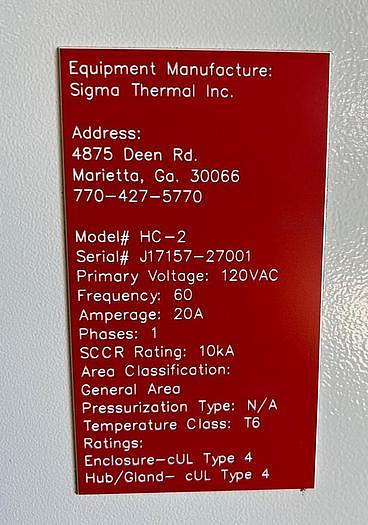 Equipment Manufacture:
Sigma Thermal Inc.
Address:
4875 Deen Rd.
Marietta, Ga. 30066
770-427-5770
Model# HC-2
Serial# J17157-27001
Primary Voltage: 120VAC
Frequency: 60
Amperage: 20A
Phases: 1
SCCR Rating: 10kA
Area Classification:
General Area
Pressurization Type: N/A
Temperature Class: T6
Ratings:
Enclosure-cUL Type 4
Hub/Gland- cUL Type 4